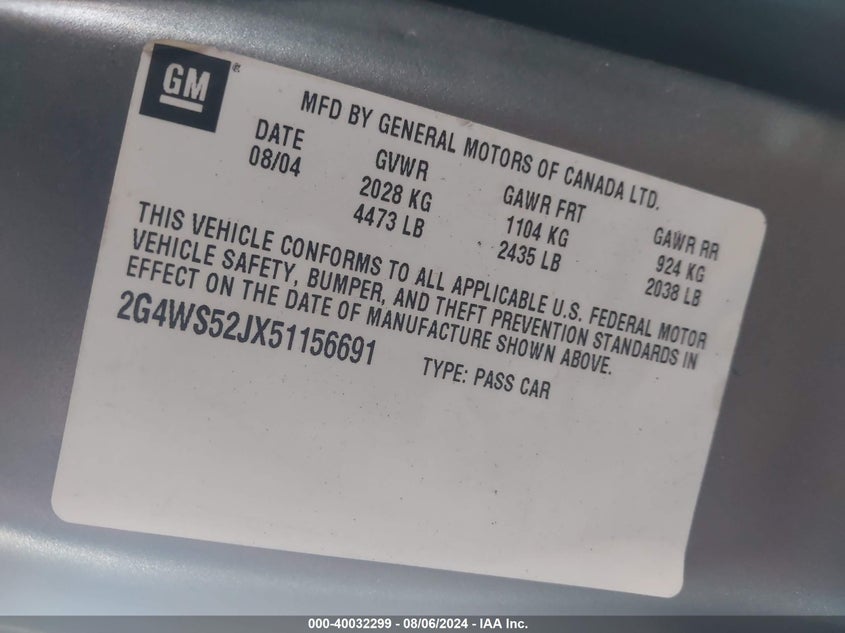 GM
MFD BY GENERAL MOTORS OF CANADA LTD.
DATE GVWR GAWR FRT GAWR RR
08/04 2028 KG 1104 KG 924 KG
4473 LB 2435 LB 2038 LB
THIS VEHICLE CONFORMS TO ALL APPLICABLE U.S. FEDERAL MOTOR
VEHICLE SAFETY, BUMPER, AND THEFT PREVENTION STANDARDS IN
EFFECT ON THE DATE OF MANUFACTURE SHOWN ABOVE.
2G4WS52JX51156691 TYPE: PASS CAR
000-40032299 - 08/06/2024 - IAA Inc.